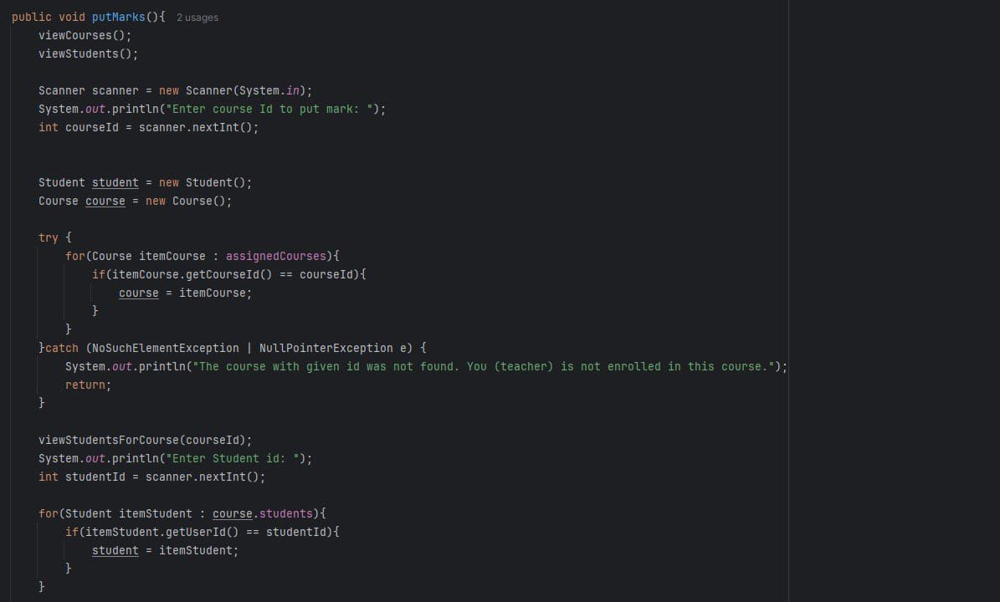 public void putMarks(){ 2 usages
viewCourses();
viewStudents();
Scanner scanner = new Scanner(System.in);
System.out.println("Enter course Id to put mark: ");
int courseId = scanner.nextInt();
Student student = new Student();
Course course = new Course();
try {
for(Course itemCourse : assignedCourses){
if(itemCourse.getCourseId() == courseId){
course = itemCourse;
}
}
}catch (NoSuchElementException | NullPointerException e) {
System.out.println("The course with given id was not found. You (teacher) is not enrolled in this course.");
return;
}
viewStudentsForCourse(courseId);
System.out.println("Enter Student id: ");
int studentId = scanner.nextInt();
for(Student itemStudent : course.students){
if(itemStudent.getUserId() == studentId){
student = itemStudent;
}
}